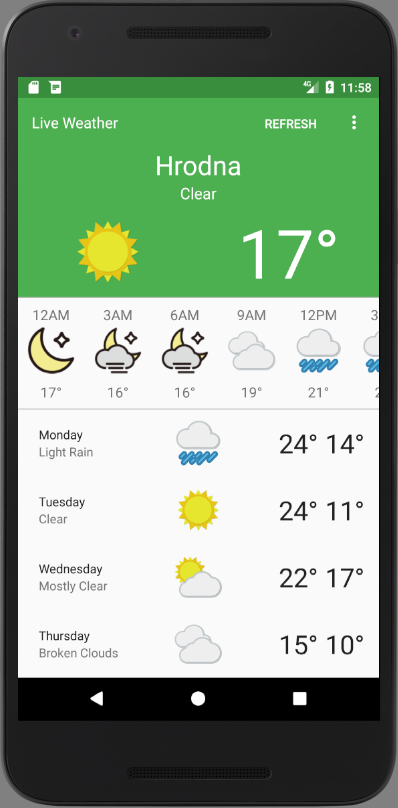 4G 11:58
Live Weather REFRESH
Hrodna
Clear
17°
12AM 3AM 6AM 9AM 12PM 3
17° 16° 16° 19° 21° 2
Monday
Light Rain
24° 14°
Tuesday
Clear
24° 11°
Wednesday
Mostly Clear
22° 17°
Thursday
Broken Clouds
15° 10°